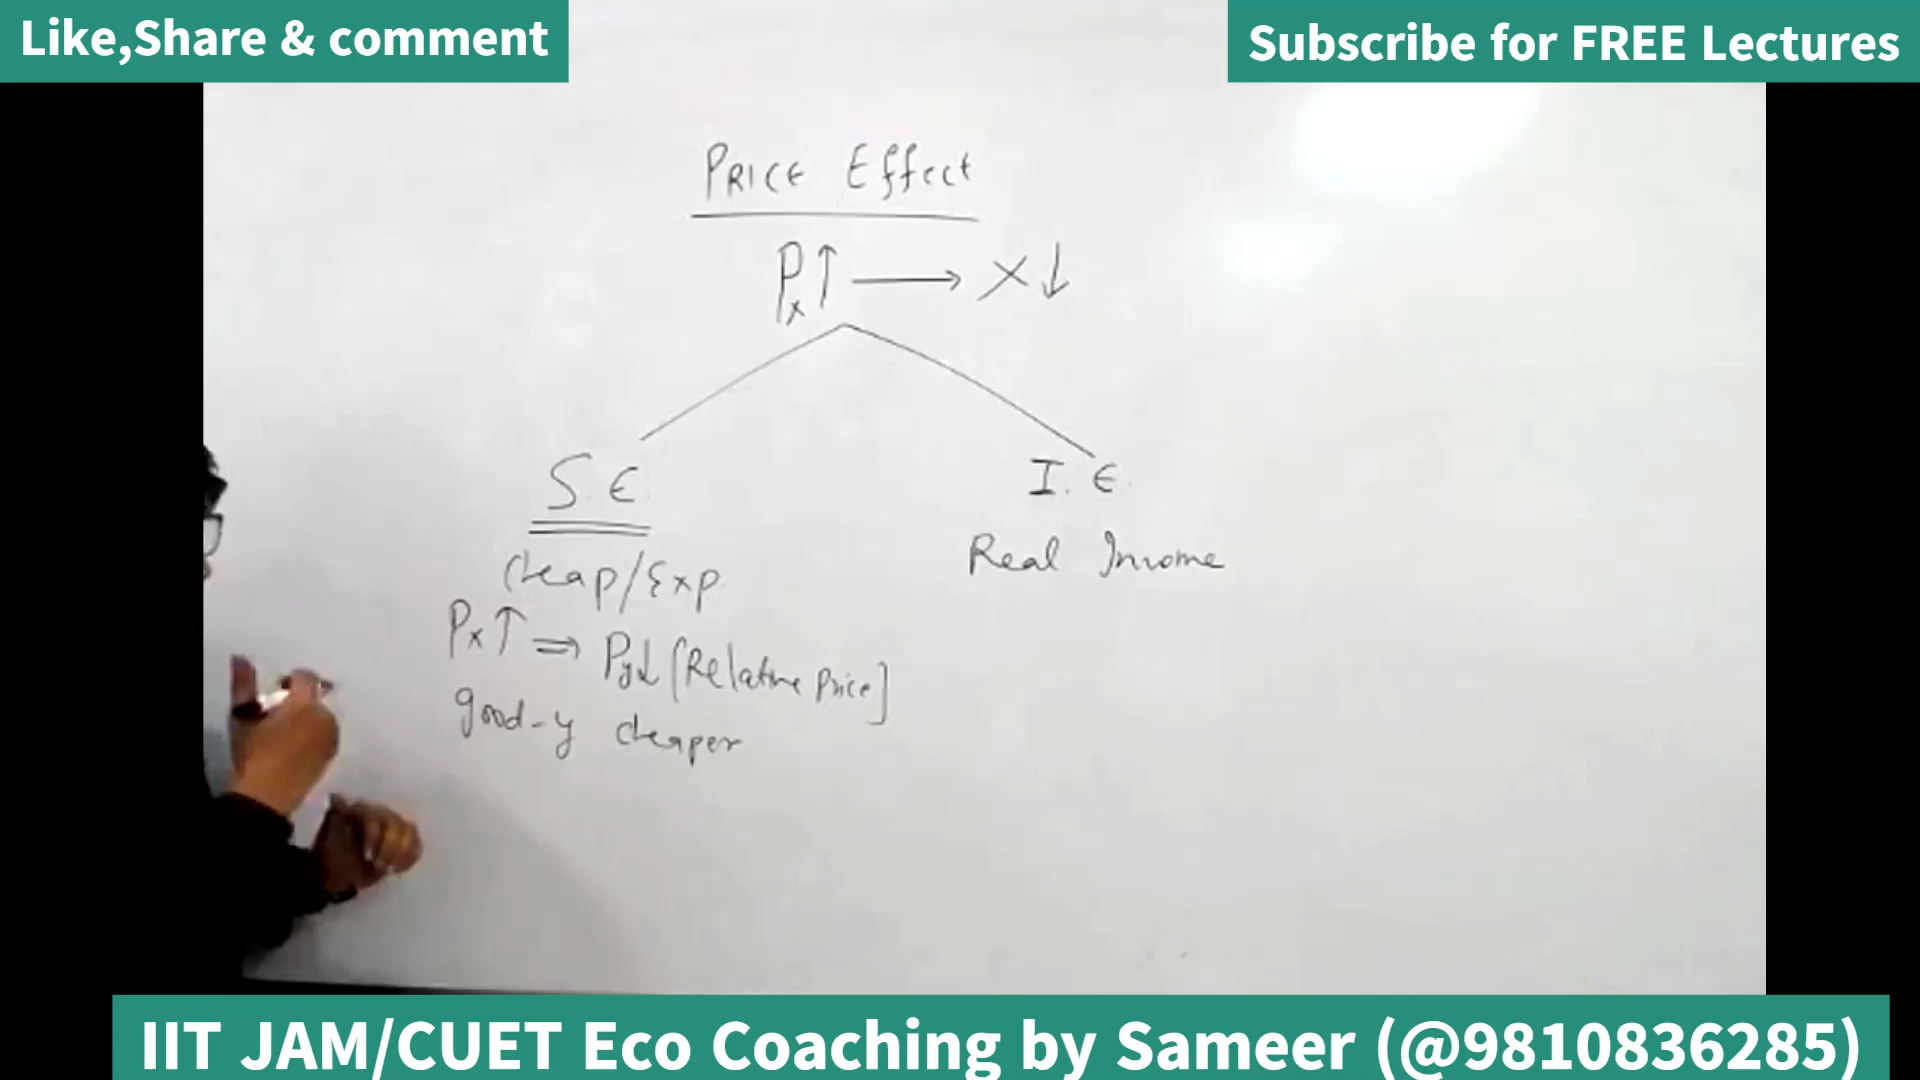 Like,Share & comment
Subscribe for FREE Lectures
PRICE Effect
Px↑ ⟶ X↓
S.E. I.E.
cheap/Exp.
Real Income
Px↑ ⇒ Py↓ [Relative Price]
good-y cheaper
IIT JAM/CUET Eco Coaching by Sameer (@9810836285)